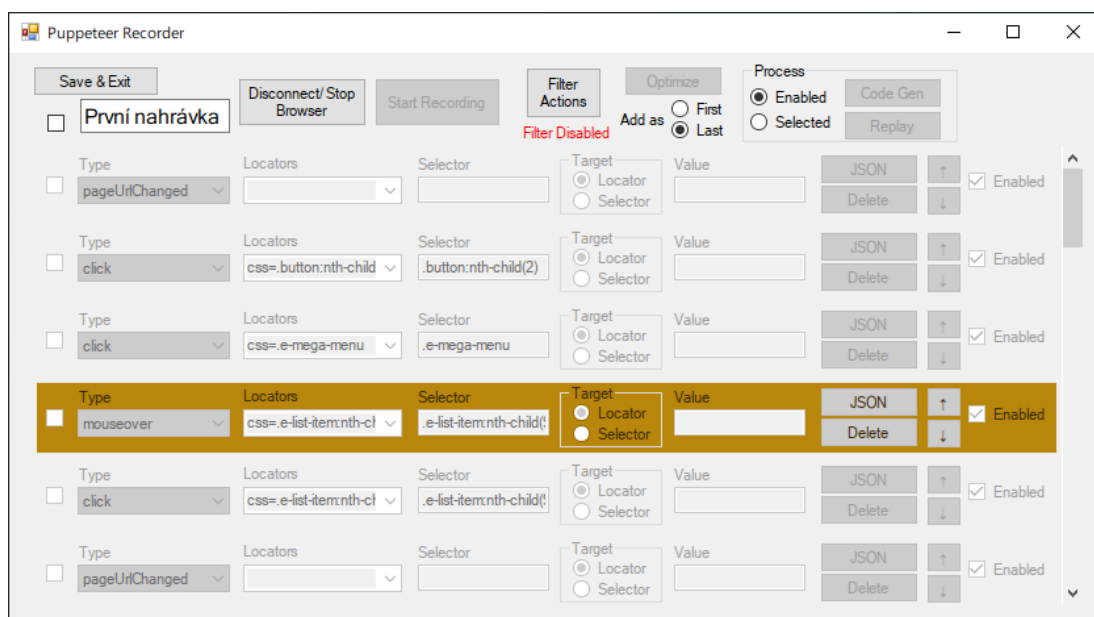 Puppeteer Recorder
Save & Exit
První nahrávka
Disconnect/ Stop
Browser
Start Recording
Filter
Actions
Filter Disabled
Optimize
Add as
First
Last
Process
Enabled
Selected
Code Gen
Replay
Type
Locators
Selector
Target
Value
pageUrlChanged
Locator
Selector
JSON
Delete
↑
↓
Enabled
Type
Locators
Selector
Target
Value
click
css=.button:nth-child
.button:nth-child(2)
Locator
Selector
JSON
Delete
↑
↓
Enabled
Type
Locators
Selector
Target
Value
click
css=.e-mega-menu
.e-mega-menu
Locator
Selector
JSON
Delete
↑
↓
Enabled
Type
Locators
Selector
Target
Value
mouseover
css=.e-list-item:nth-ch
.e-list-item:nth-child(
Locator
Selector
JSON
Delete
↑
↓
Enabled
Type
Locators
Selector
Target
Value
click
css=.e-list-item:nth-ch
.e-list-item:nth-child(
Locator
Selector
JSON
Delete
↑
↓
Enabled
Type
Locators
Selector
Target
Value
pageUrlChanged
Locator
Selector
JSON
Delete
↑
↓
Enabled